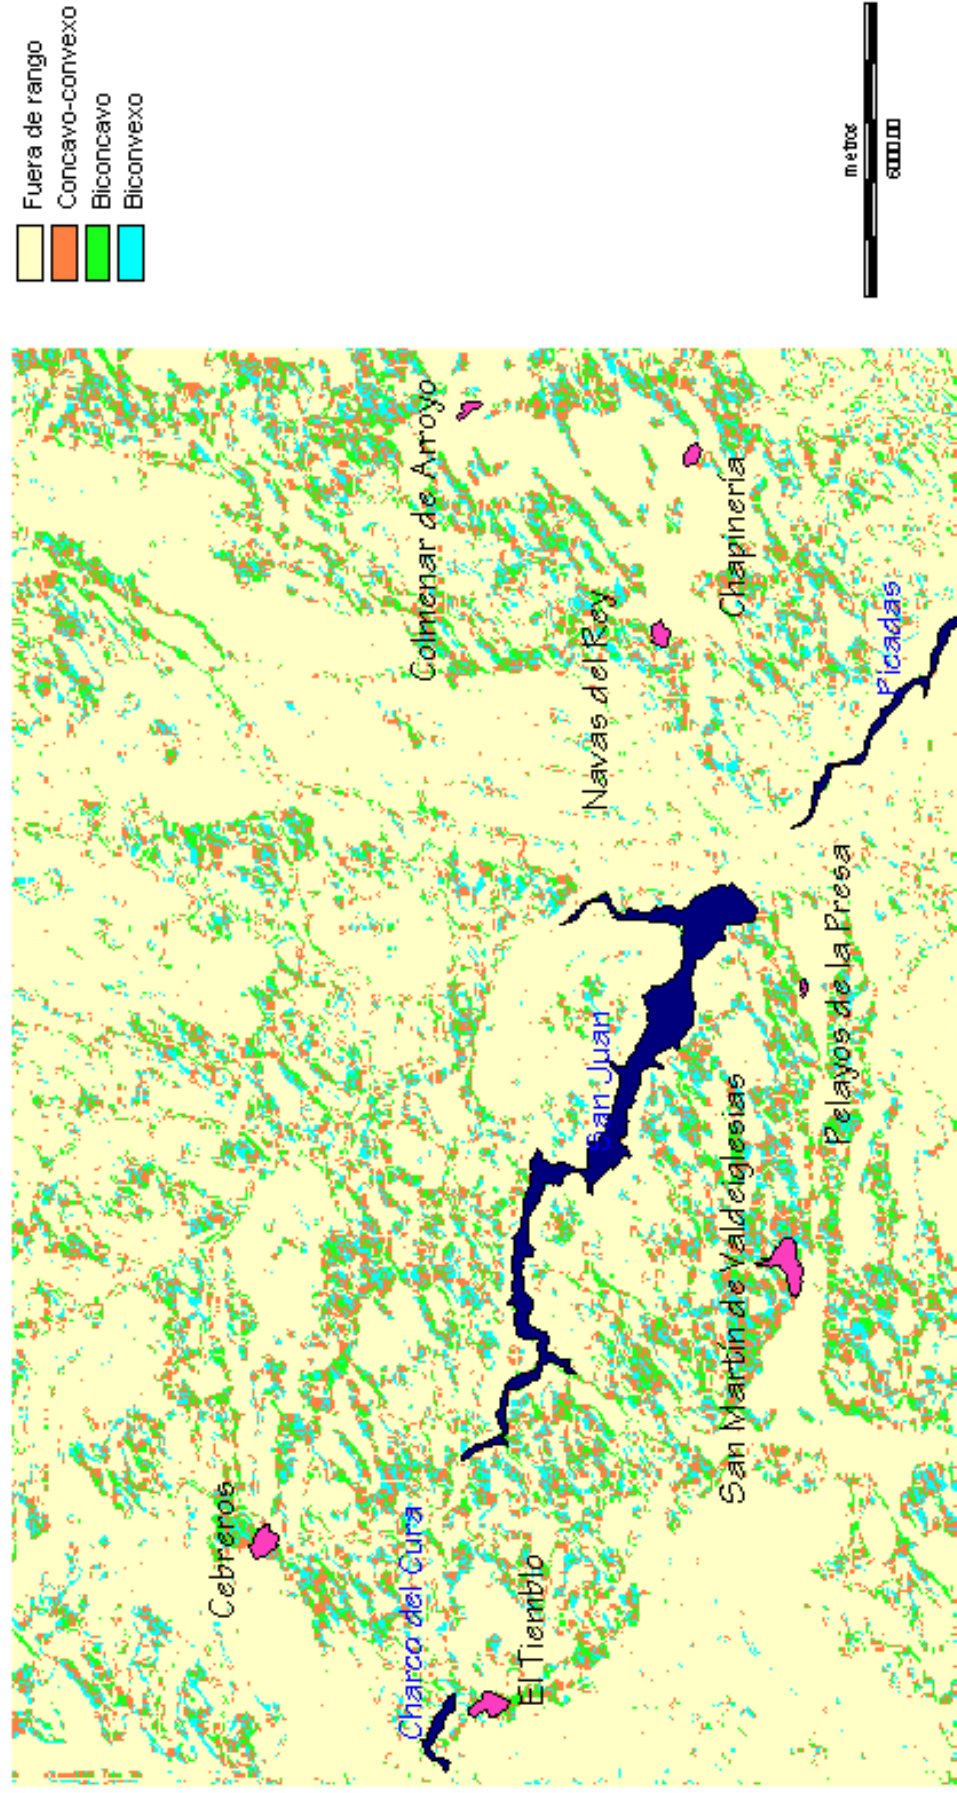 Fuera de rango
Concavo-convexo
Biconcavo
Biconvexo
metros
6000.00
Cebreros
Charco del Cura
El Tiemblo
San Juan
San Martín de Valdeiglesias
Pelayos de la Presa
Navas del Rey
Colmenar de Arroyo
Chapinería
Picadas